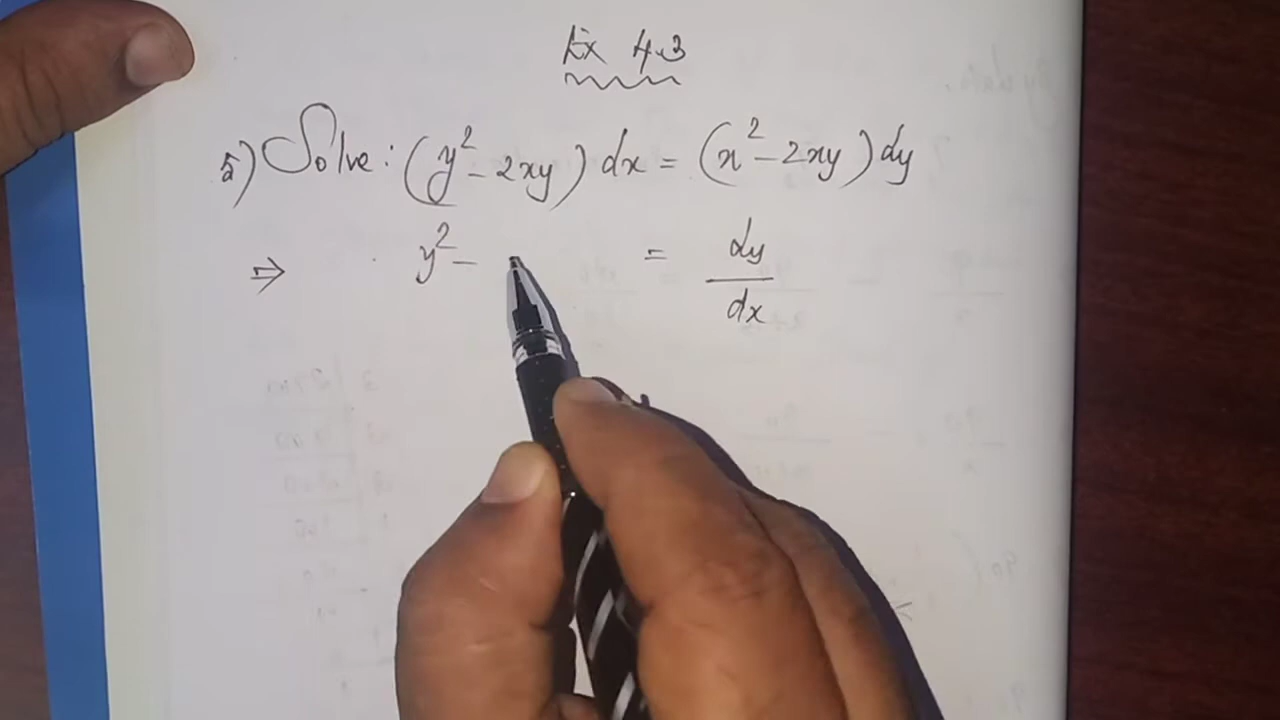 Ex 4.3
5) Solve: (y² - 2xy) dx = (x² - 2xy) dy
⇒ y² - = dy/dx